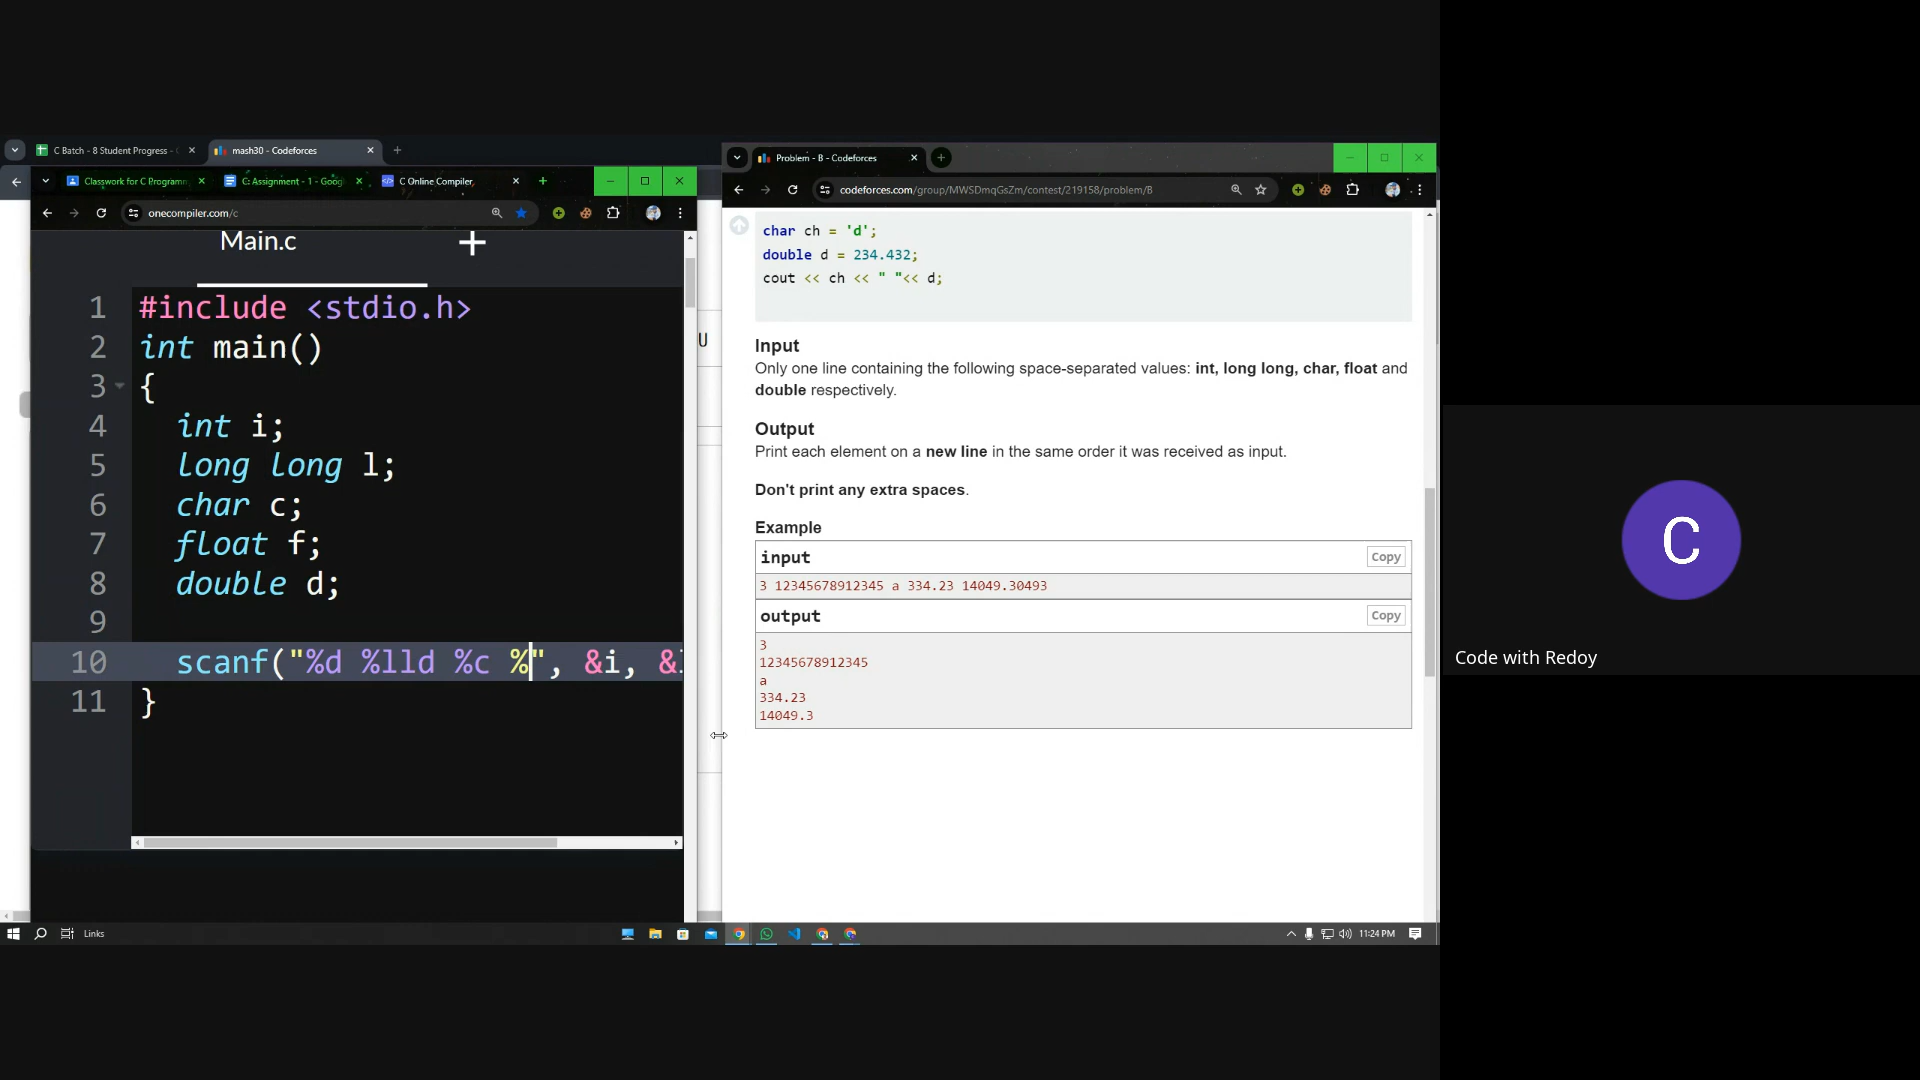 C Batch - 8 Student Progress -
mash30 - Codeforces
Classwork for C Programm
C: Assignment - 1 - Goog
C Online Compiler
onecompiler.com/c
Main.c
1 #include <stdio.h>
2 int main()
3 {
4 int i;
5 long long l;
6 char c;
7 float f;
8 double d;
9
10 scanf("%d %lld %c %", &i, &
11 }
U
Problem - B - Codeforces
codeforces.com/group/MWSDmqGsZm/contest/219158/problem/B
char ch = 'd';
double d = 234.432;
cout << ch << " "<< d;
Input
Only one line containing the following space-separated values: int, long long, char, float and
double respectively.
Output
Print each element on a new line in the same order it was received as input.
Don't print any extra spaces.
Example
input
Copy
3 12345678912345 a 334.23 14049.30493
output
Copy
3
12345678912345
a
334.23
14049.3
C
Code with Redoy
Links
11:24 PM